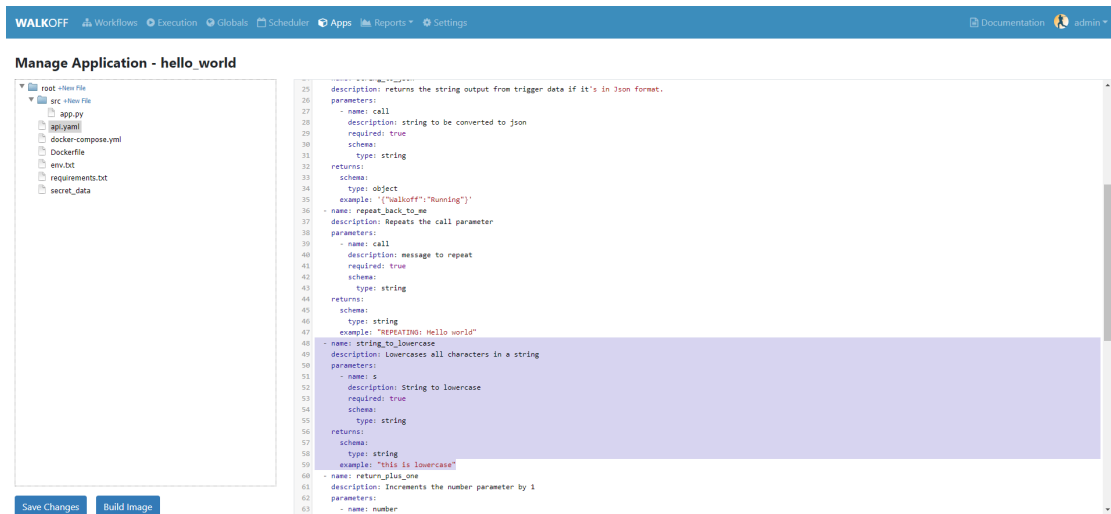 WALKOFF Workflows Execution Globals Scheduler Apps Reports Settings Documentation admin
Manage Application - hello_world
root +New File
src +New File
app.py
api.yaml
docker-compose.yml
Dockerfile
env.txt
requirements.txt
secret_data
25 description: returns the string output from trigger data if it's in Json format.
26 parameters:
27 - name: call
28 description: string to be converted to json
29 required: true
30 schema:
31 type: string
32 returns:
33 schema:
34 type: object
35 example: '{"Walkoff":"Running"}'
36 - name: repeat_back_to_me
37 description: Repeats the call parameter
38 parameters:
39 - name: call
40 description: message to repeat
41 required: true
42 schema:
43 type: string
44 returns:
45 schema:
46 type: string
47 example: "REPEATING: Hello world"
48 - name: string_to_lowercase
49 description: Lowercases all characters in a string
50 parameters:
51 - name: s
52 description: String to lowercase
53 required: true
54 schema:
55 type: string
56 returns:
57 schema:
58 type: string
59 example: "this is lowercase"
60 - name: return_plus_one
61 description: Increments the number parameter by 1
62 parameters:
63 - name: number
Save Changes Build Image